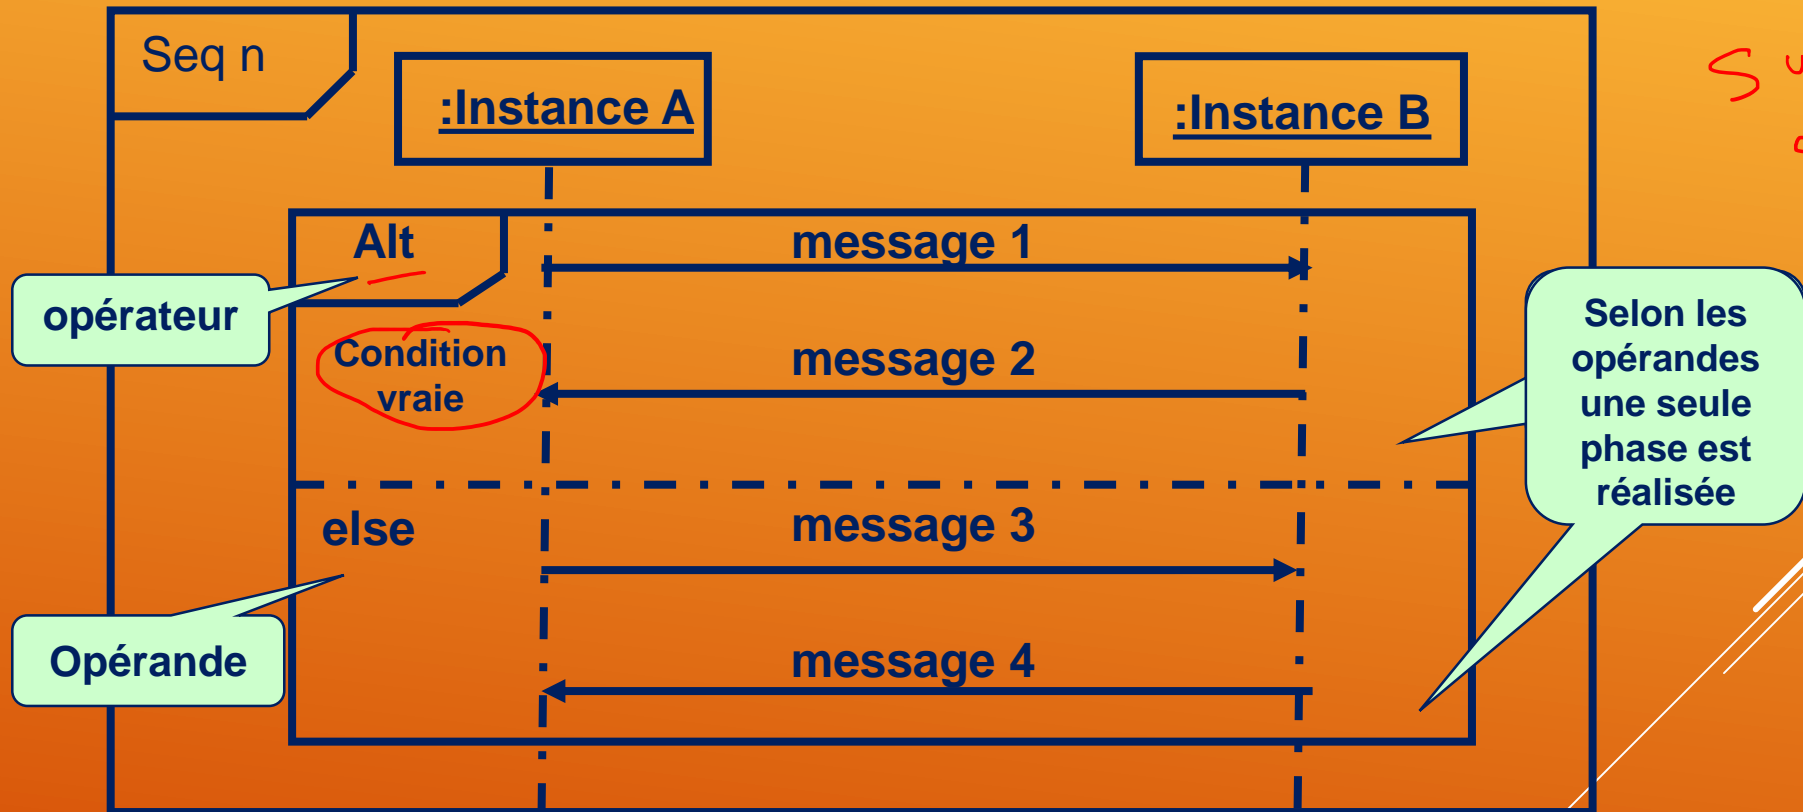 Seq n
:Instance A
:Instance B
Alt
message 1
opérateur
Condition
vraie
message 2
Selon les
opérandes
une seule
phase est
réalisée
else
message 3
Opérande
message 4